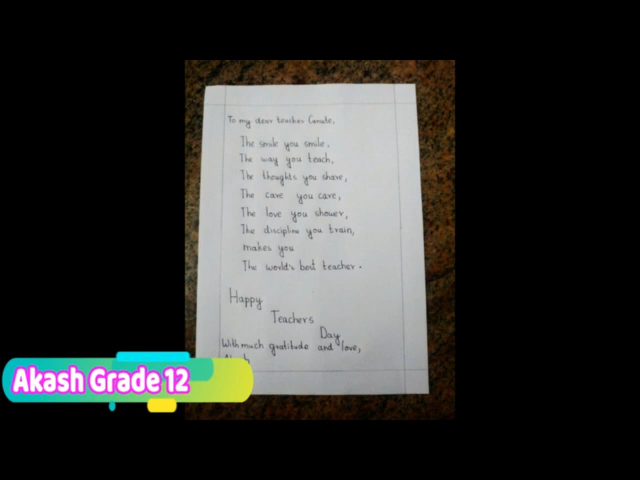 To my dear teacher
The smile you smile,
The way you teach,
The thoughts you share,
The care you care,
The love you shower,
The discipline you train,
makes you
The world's best teacher.
Happy
Teachers
Day
With much gratitude and love,
Akash Grade 12